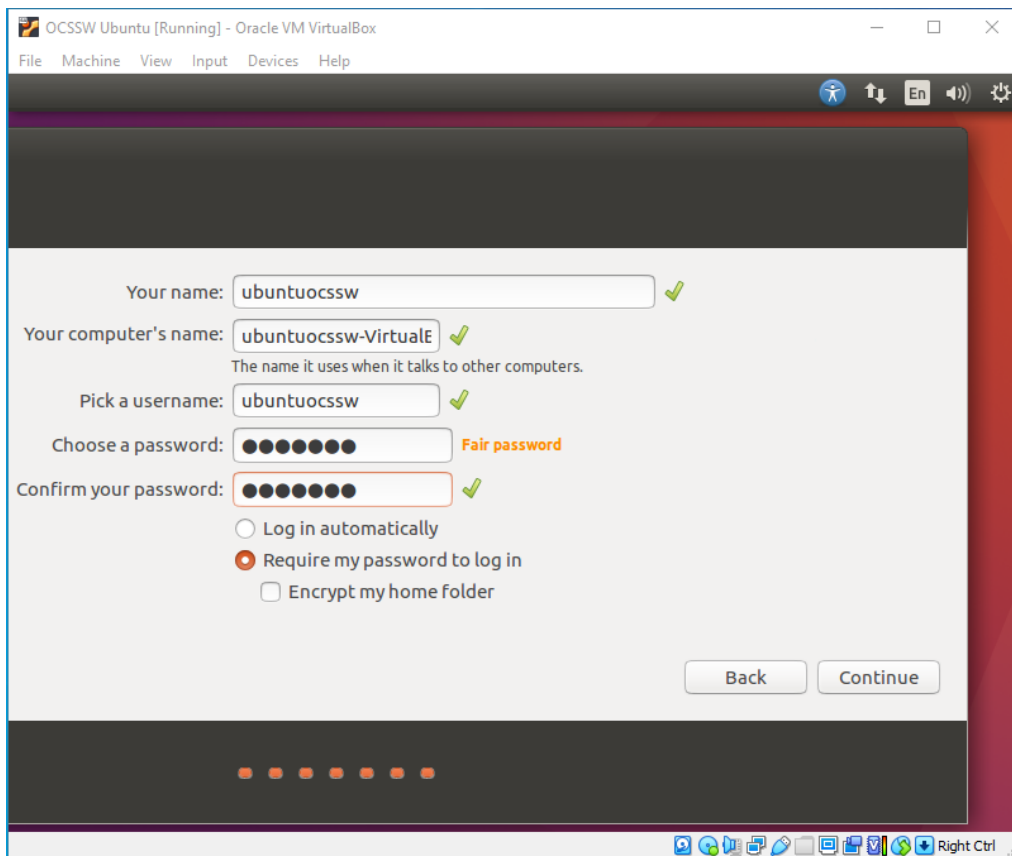 OCSSW Ubuntu [Running] - Oracle VM VirtualBox
File Machine View Input Devices Help
En
Your name: ubuntuocssw
Your computer's name: ubuntuocssw-VirtualB
The name it uses when it talks to other computers.
Pick a username: ubuntuocssw
Choose a password: ●●●●●●● Fair password
Confirm your password: ●●●●●●●
Log in automatically
Require my password to log in
Encrypt my home folder
Back Continue
Right Ctrl